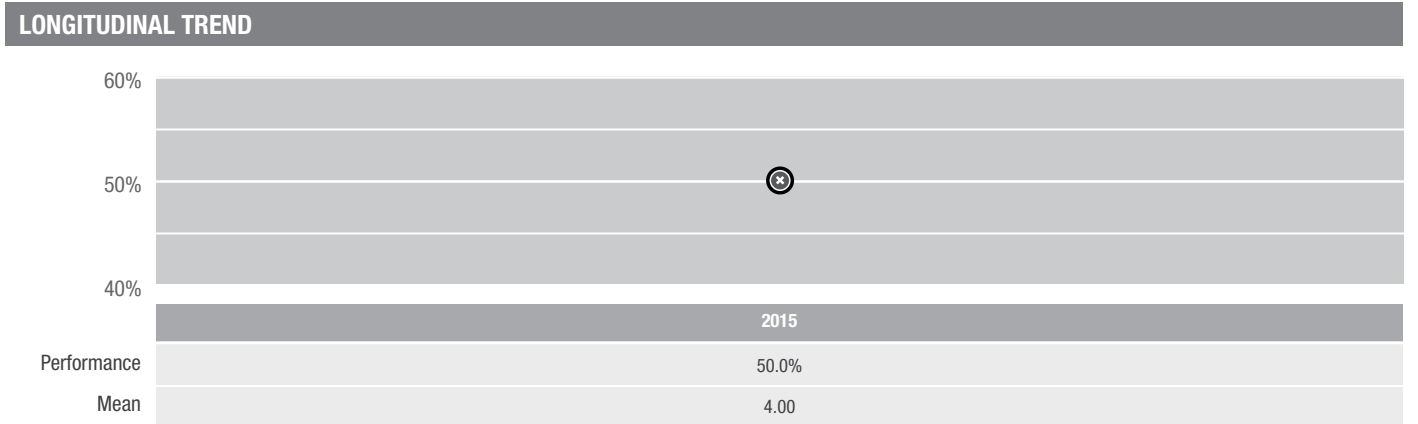 LONGITUDINAL TREND
60%
50%
40%
2015
Performance 50.0%
Mean 4.00